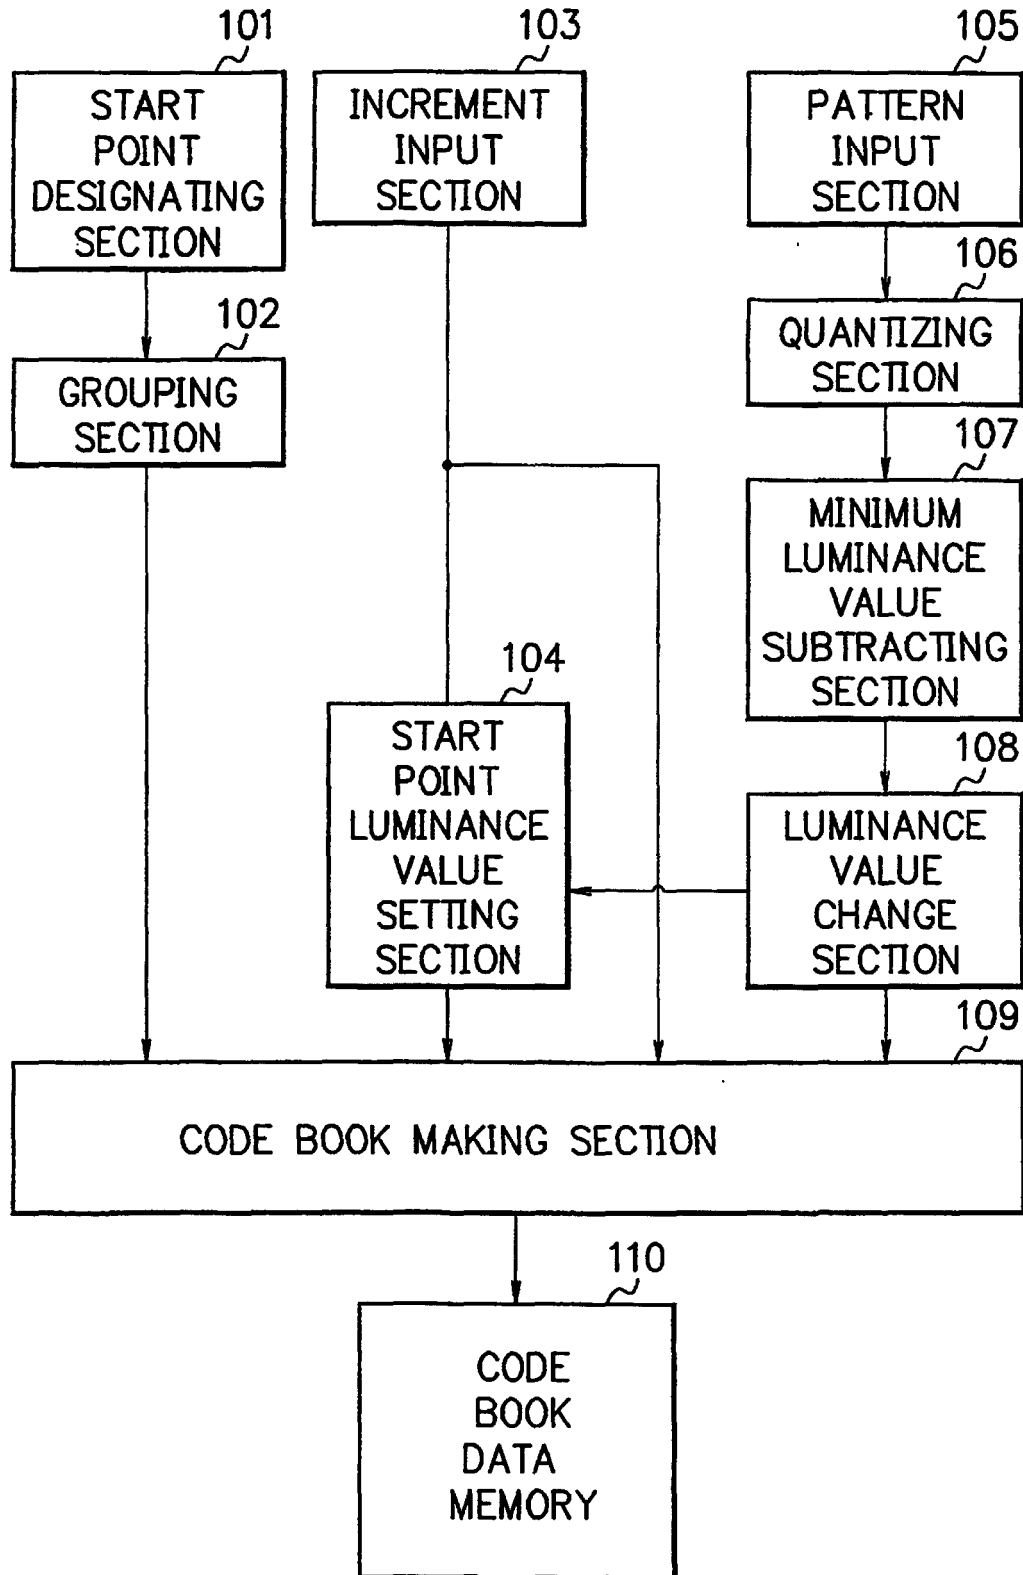 101
START
POINT
DESIGNATING
SECTION
102
GROUPING
SECTION
103
INCREMENT
INPUT
SECTION
104
START
POINT
LUMINANCE
VALUE
SETTING
SECTION
105
PATTERN
INPUT
SECTION
106
QUANTIZING
SECTION
107
MINIMUM
LUMINANCE
VALUE
SUBTRACTING
SECTION
108
LUMINANCE
VALUE
CHANGE
SECTION
109
CODE BOOK MAKING SECTION
110
CODE
BOOK
DATA
MEMORY